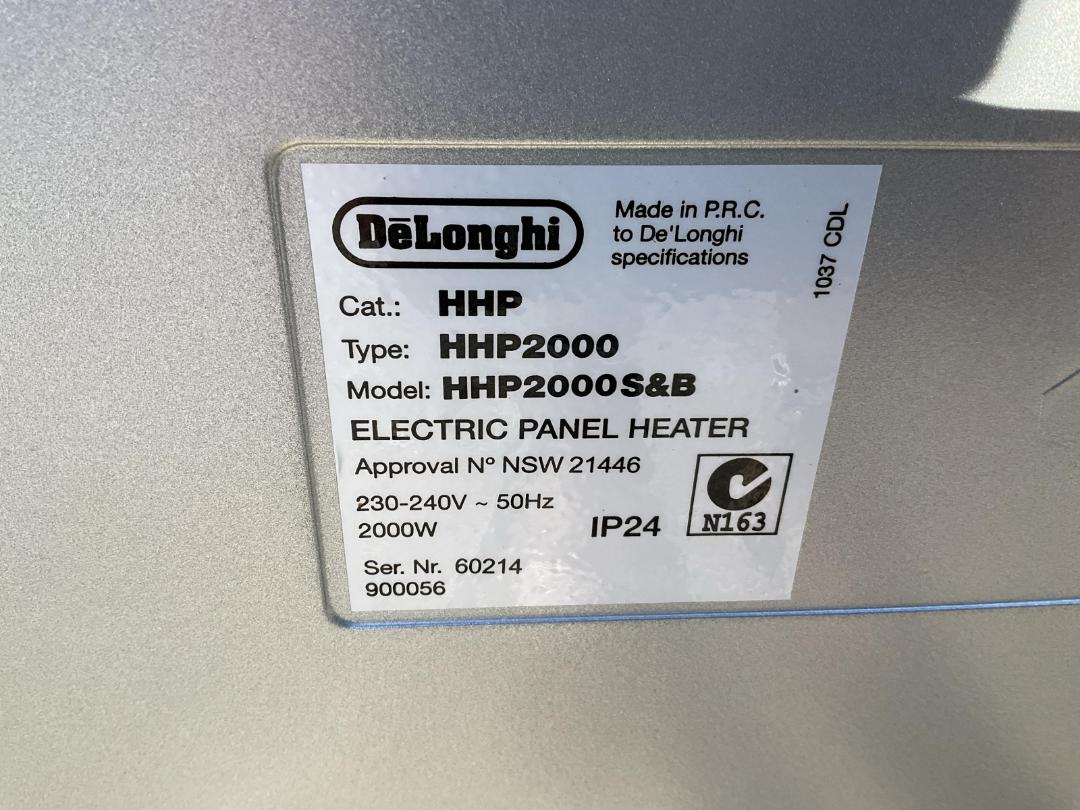 DēLonghi
Made in P.R.C.
to De'Longhi
specifications
1037 CDL
Cat.: HHP
Type: HHP2000
Model: HHP2000S&B
ELECTRIC PANEL HEATER
Approval Nº NSW 21446
230-240V ~ 50Hz
2000W
IP24
N163
Ser. Nr. 60214
900056